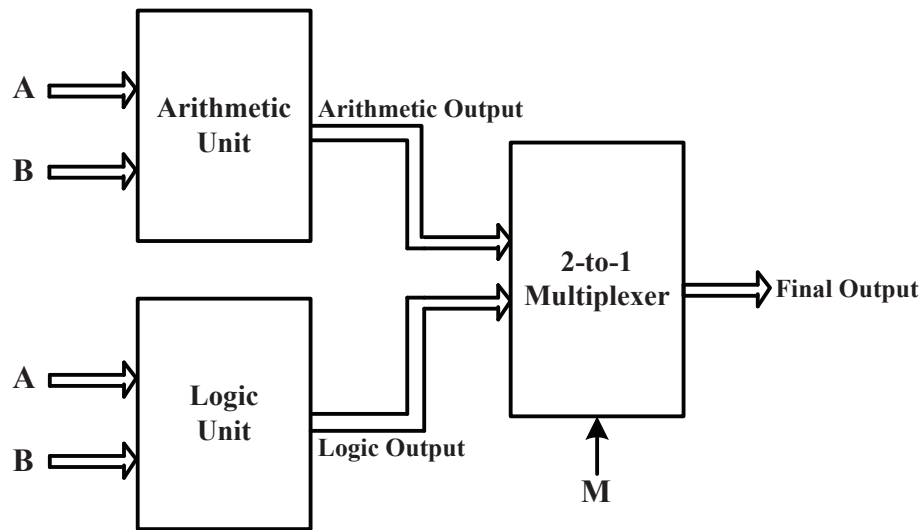 A
B
Arithmetic
Unit
Arithmetic Output
2-to-1
Multiplexer
Final Output
A
B
Logic
Unit
Logic Output
M